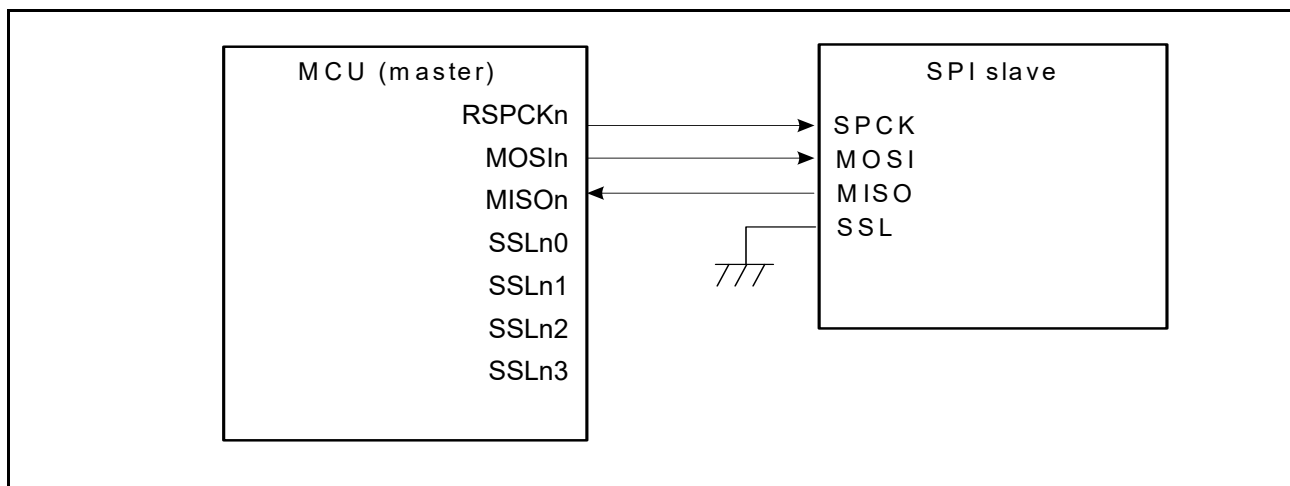 MCU (master)
RSPCKn
MOSIn
MISOn
SSLn0
SSLn1
SSLn2
SSLn3
SPI slave
SPCK
MOSI
MISO
SSL